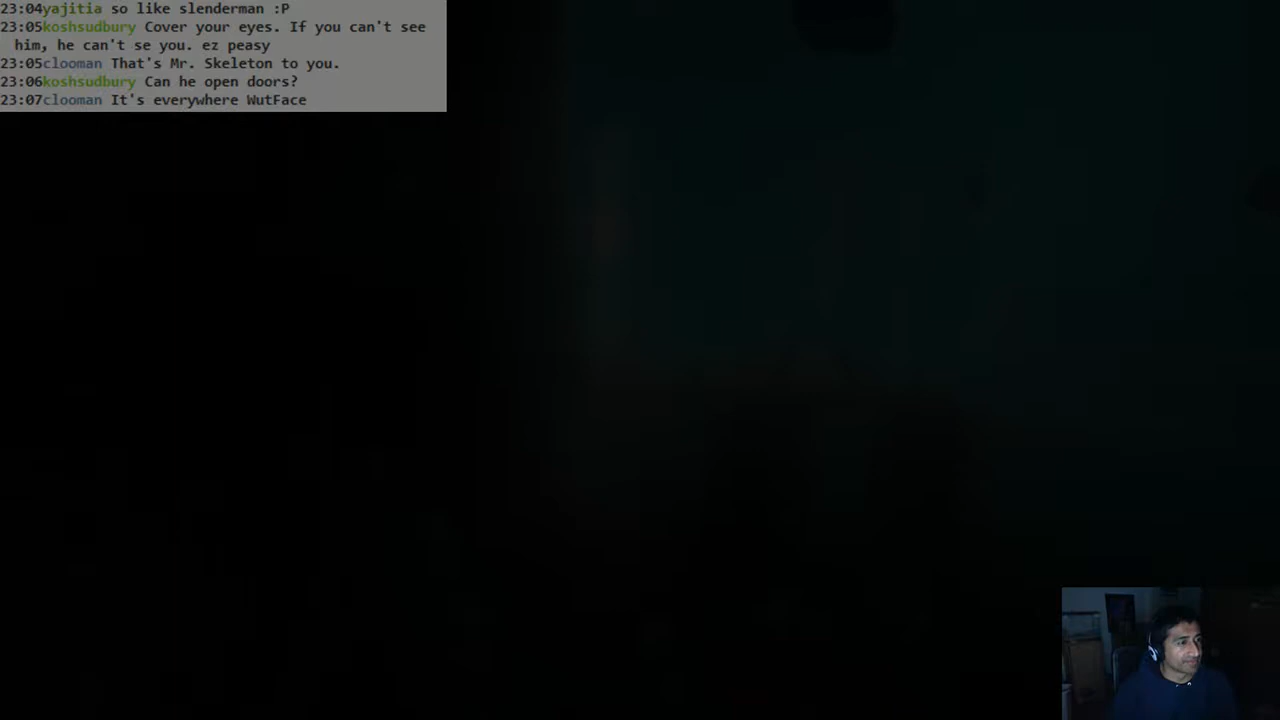 23:04yajitia so like slenderman :P
23:05koshsudbury Cover your eyes. If you can't see
him, he can't se you. ez peasy
23:05clooman That's Mr. Skeleton to you.
23:06koshsudbury Can he open doors?
23:07clooman It's everywhere WutFace